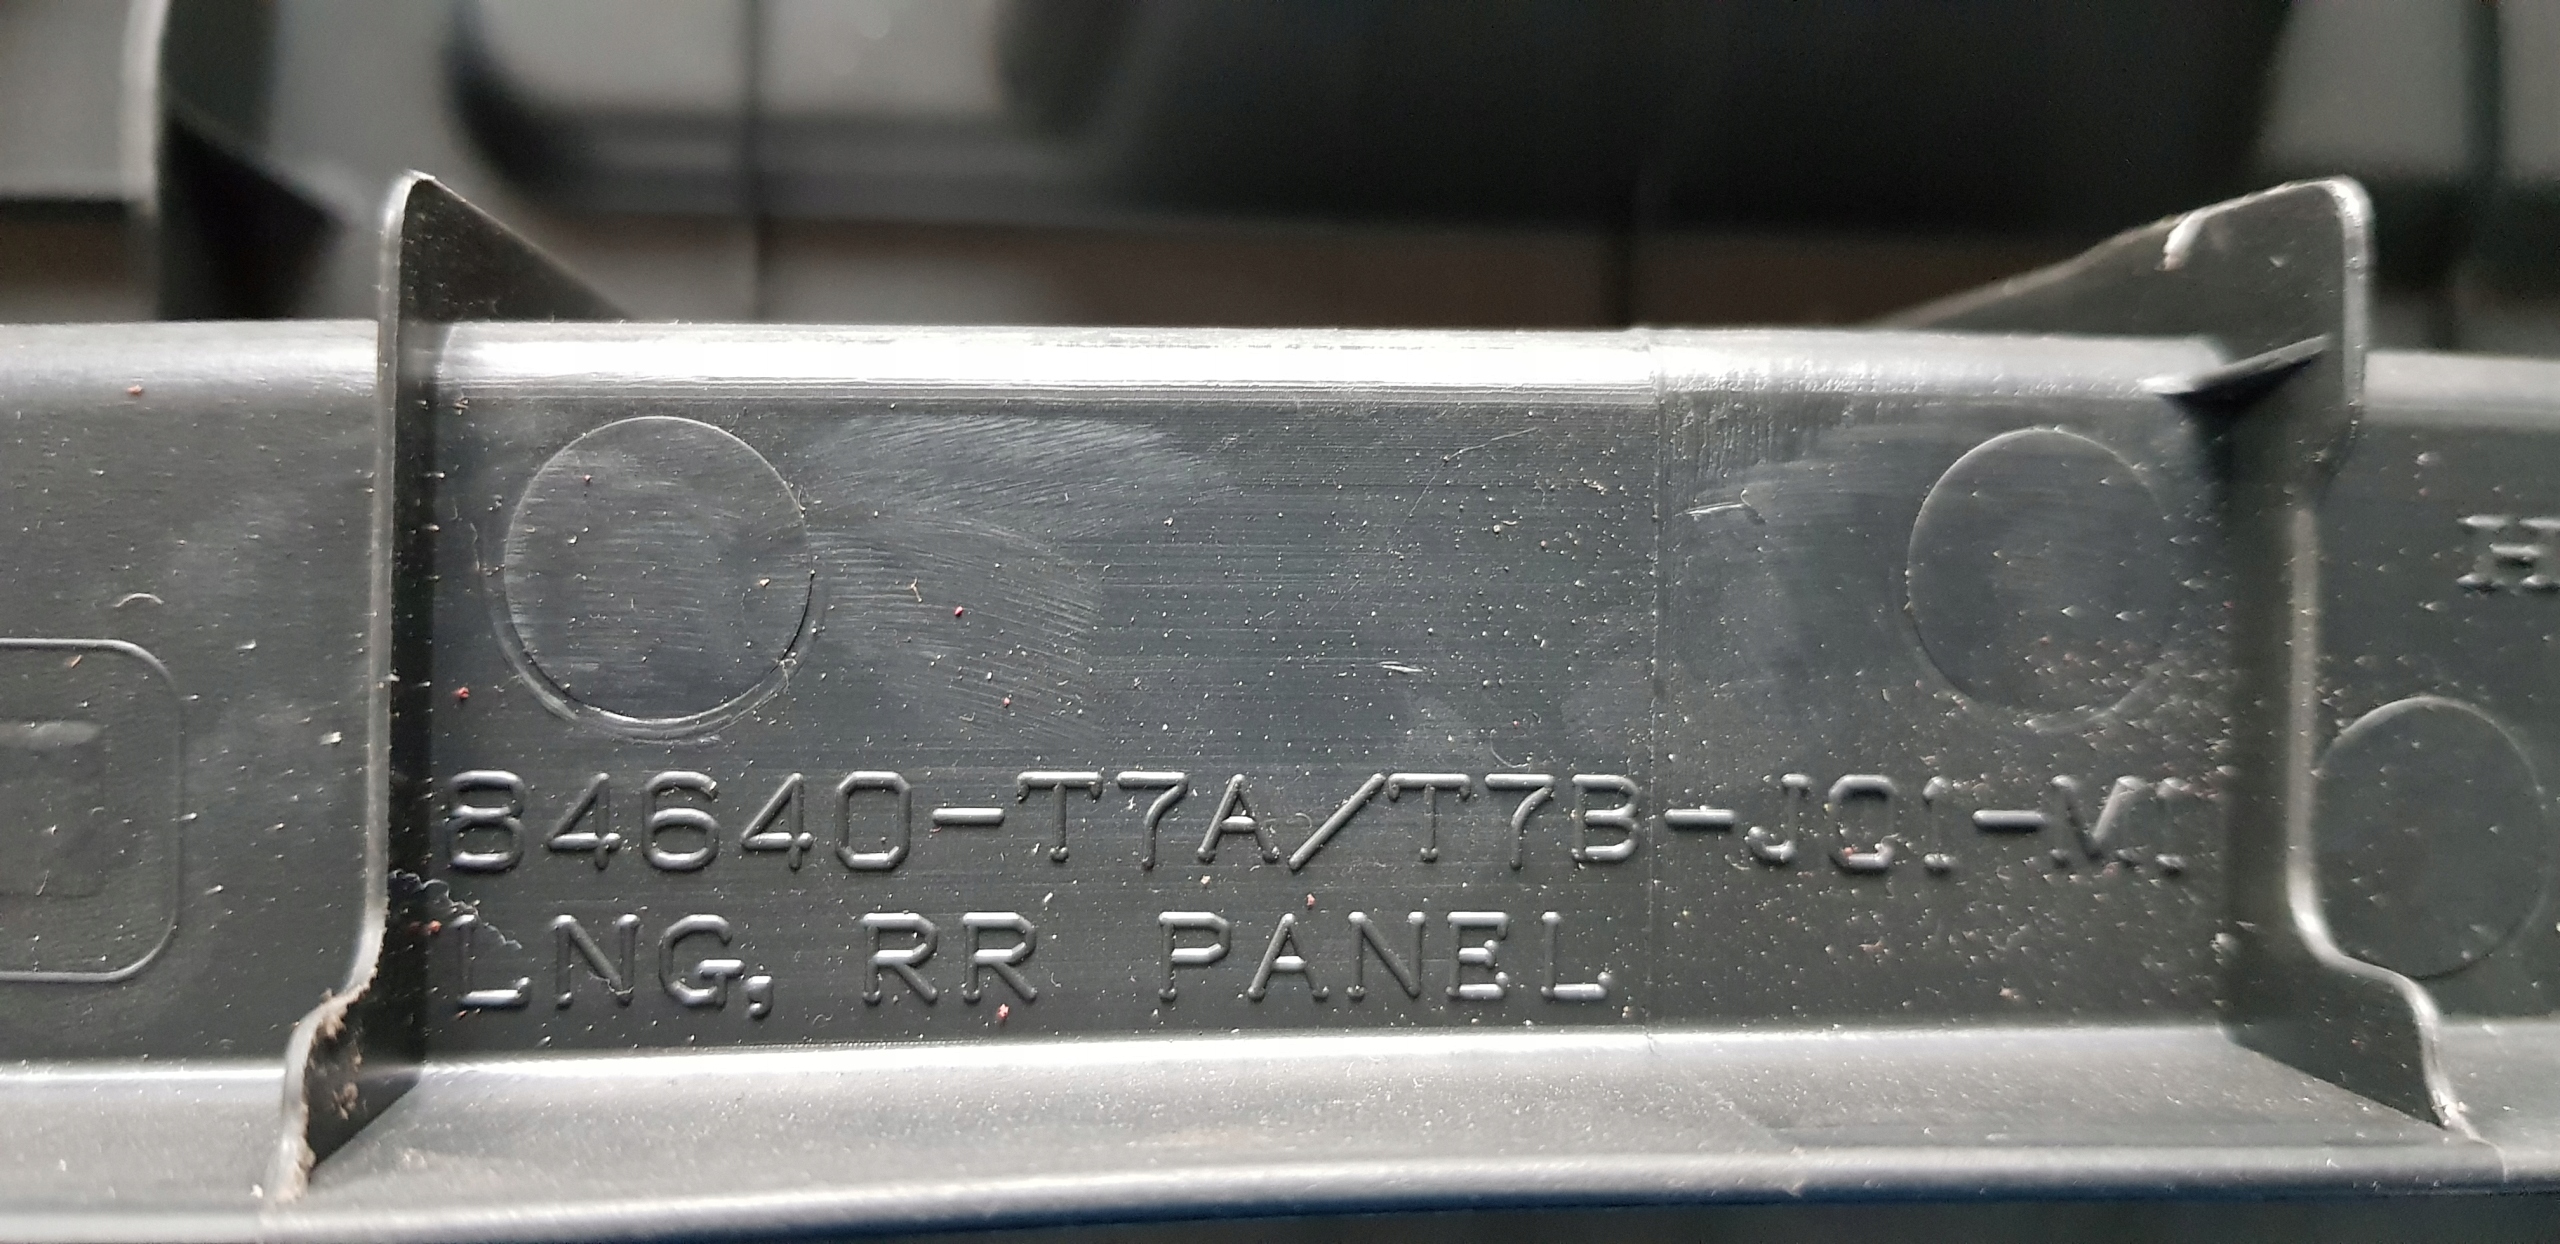 84640-T7A/T7B-J01-M1
LNG, RR PANEL
H